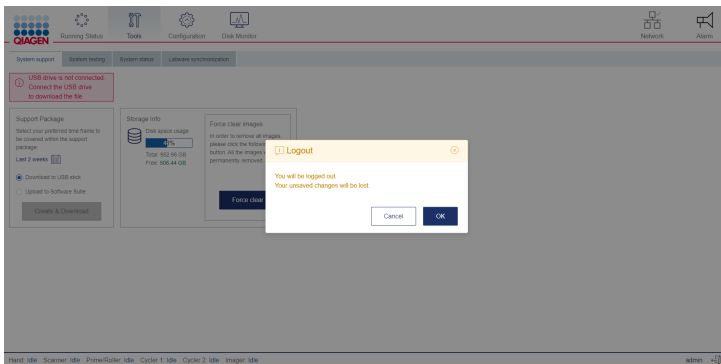 QIAGEN
Running Status
Tools
Configuration
Disk Monitor
Network
Alarm
System support
System testing
System status
Labware synchronization
USB drive is not connected.
Connect the USB drive
to download the file
Support Package
Select your preferred time frame to
be covered within the support
package.
Last 2 weeks
Download to USB stick
Upload to Software Suite
Create & Download
Storage Info
Disk space usage
Total: 952.96 GB
Free: 906.44 GB
Force clear images
In order to remove all images,
please click the
button. All the images
permanently removed.
Force clear
Logout
You will be logged out
Your unsaved changes will be lost
Cancel
OK
Hand: Idle Scanner: Idle Prime/Roller: Idle Cycler 1: Idle Cycler 2: Idle Imager: Idle
admin